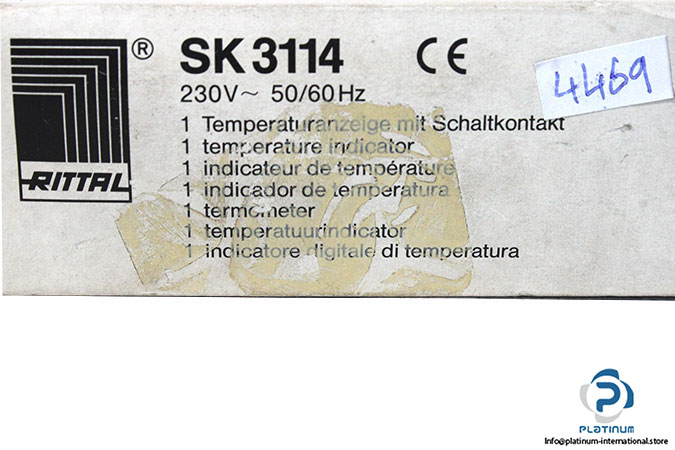 ®
SK 3114
CE
4469
230V~ 50/60 Hz
RITTAL
1 Temperaturanzeige mit Schaltkontakt
1 temperature indicator
1 indicateur de température
1 indicador de temperatura
1 termometer
1 temperatuurindicator
1 indicatore digitale di temperatura
PLATINUM
Info@platinum-international.store